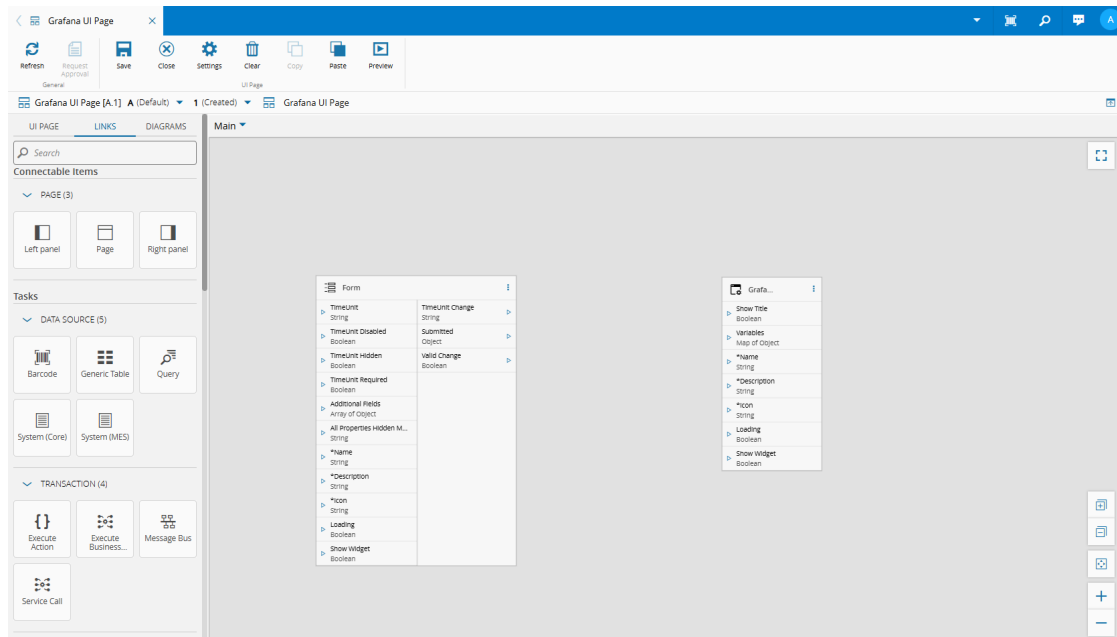 Grafana UI Page
A
Refresh
Request Approval
Save
Close
Settings
Clear
Copy
Paste
Preview
General
UI Page
Grafana UI Page [A.1] A (Default) 1 (Created) Grafana UI Page
UI PAGE LINKS DIAGRAMS
Main
Search
Connectable Items
PAGE (3)
Left panel Page Right panel
Tasks
DATA SOURCE (5)
Barcode Generic Table Query
System (Core) System (MES)
TRANSACTION (4)
Execute Action
Execute Business...
Message Bus
Service Call
Form
TimeUnit
String
TimeUnit Disabled
Boolean
TimeUnit Hidden
Boolean
TimeUnit Required
Boolean
Additional Fields
Array of Object
All Properties Hidden M...
String
*Name
String
*Description
String
*Icon
String
Loading
Boolean
Show Widget
Boolean
TimeUnit Change
String
Submitted
Object
Valid Change
Boolean
Grafa...
Show Title
Boolean
Variables
Map of Object
*Name
String
*Description
String
*Icon
String
Loading
Boolean
Show Widget
Boolean